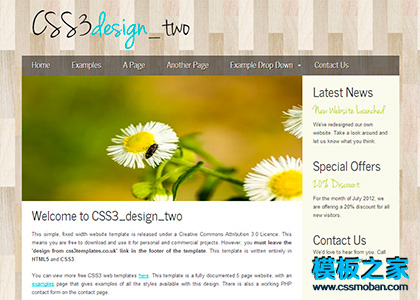 CSS3design_two
Home Examples A Page Another Page Example Drop Down Contact Us
Latest News
New Website Launched
We've redesigned our own
website. Take a look around and
let us know what you think.
Special Offers
20% Discount
For the month of July 2012, we
are offering a 20% discount for all
new visitors.
Contact Us
We'd love to hear from you. Call
Welcome to CSS3_design_two
This simple, fixed width website template is released under a Creative Commons Attribution 3.0 Licence. This
means you are free to download and use it for personal and commercial projects. However, you must leave the
'design from css3templates.co.uk' link in the footer of the template. This template is written entirely in
HTML5 and CSS3.
You can view more free CSS3 web templates here. This template is a fully documented 5 page website, with an
examples page that gives examples of all the styles available with this design. There is also a working PHP
contact form on the contact page.
模板之家
www.cssmoban.com